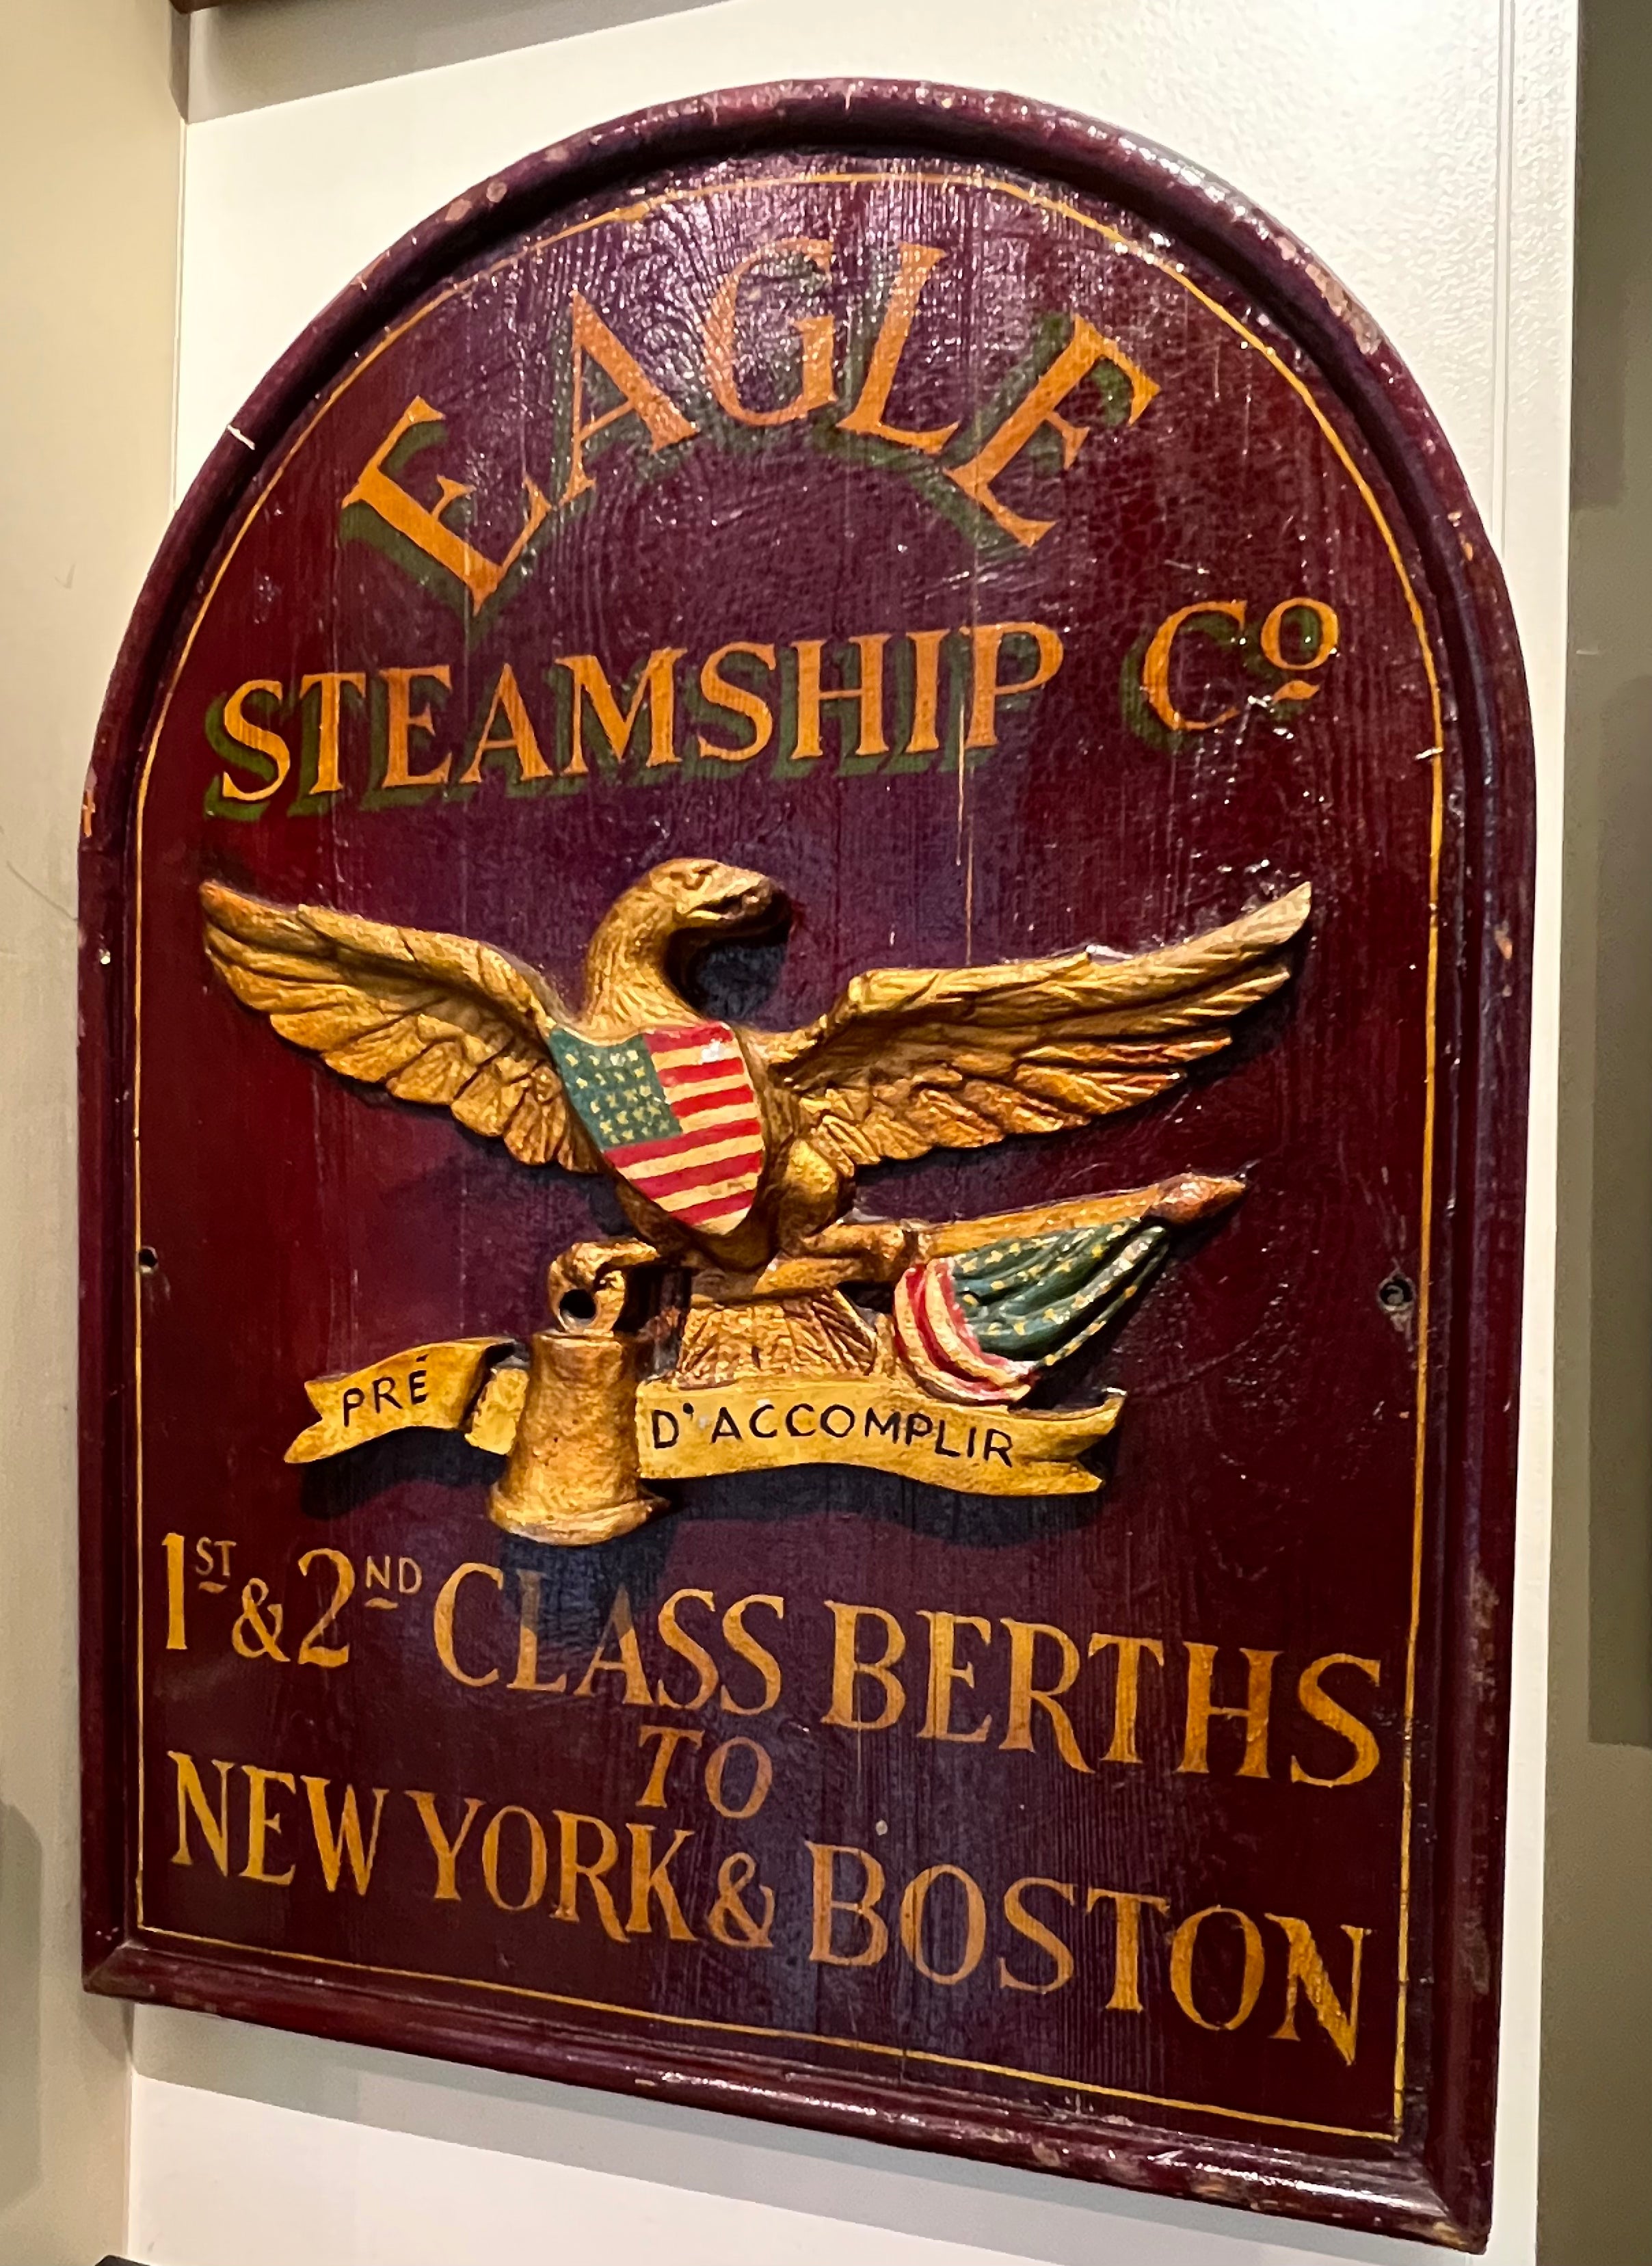 EAGLE
STEAMSHIP Cº
PRÉ D'ACCOMPLIR
1ST & 2ND CLASS BERTHS
TO
NEW YORK & BOSTON